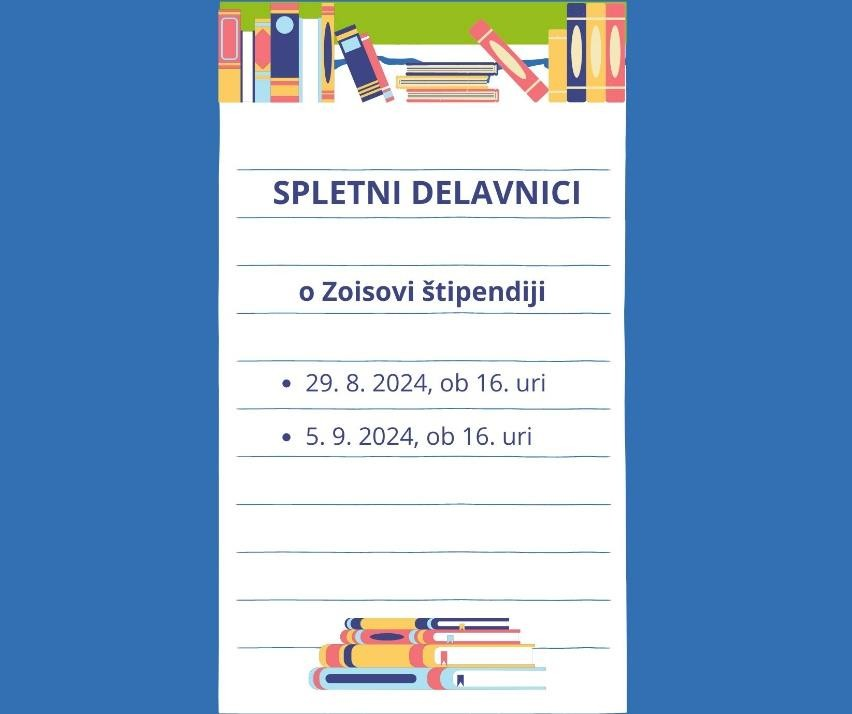 SPLETNI DELAVNICI
o Zoisovi štipendiji
• 29. 8. 2024, ob 16. uri
• 5. 9. 2024, ob 16. uri